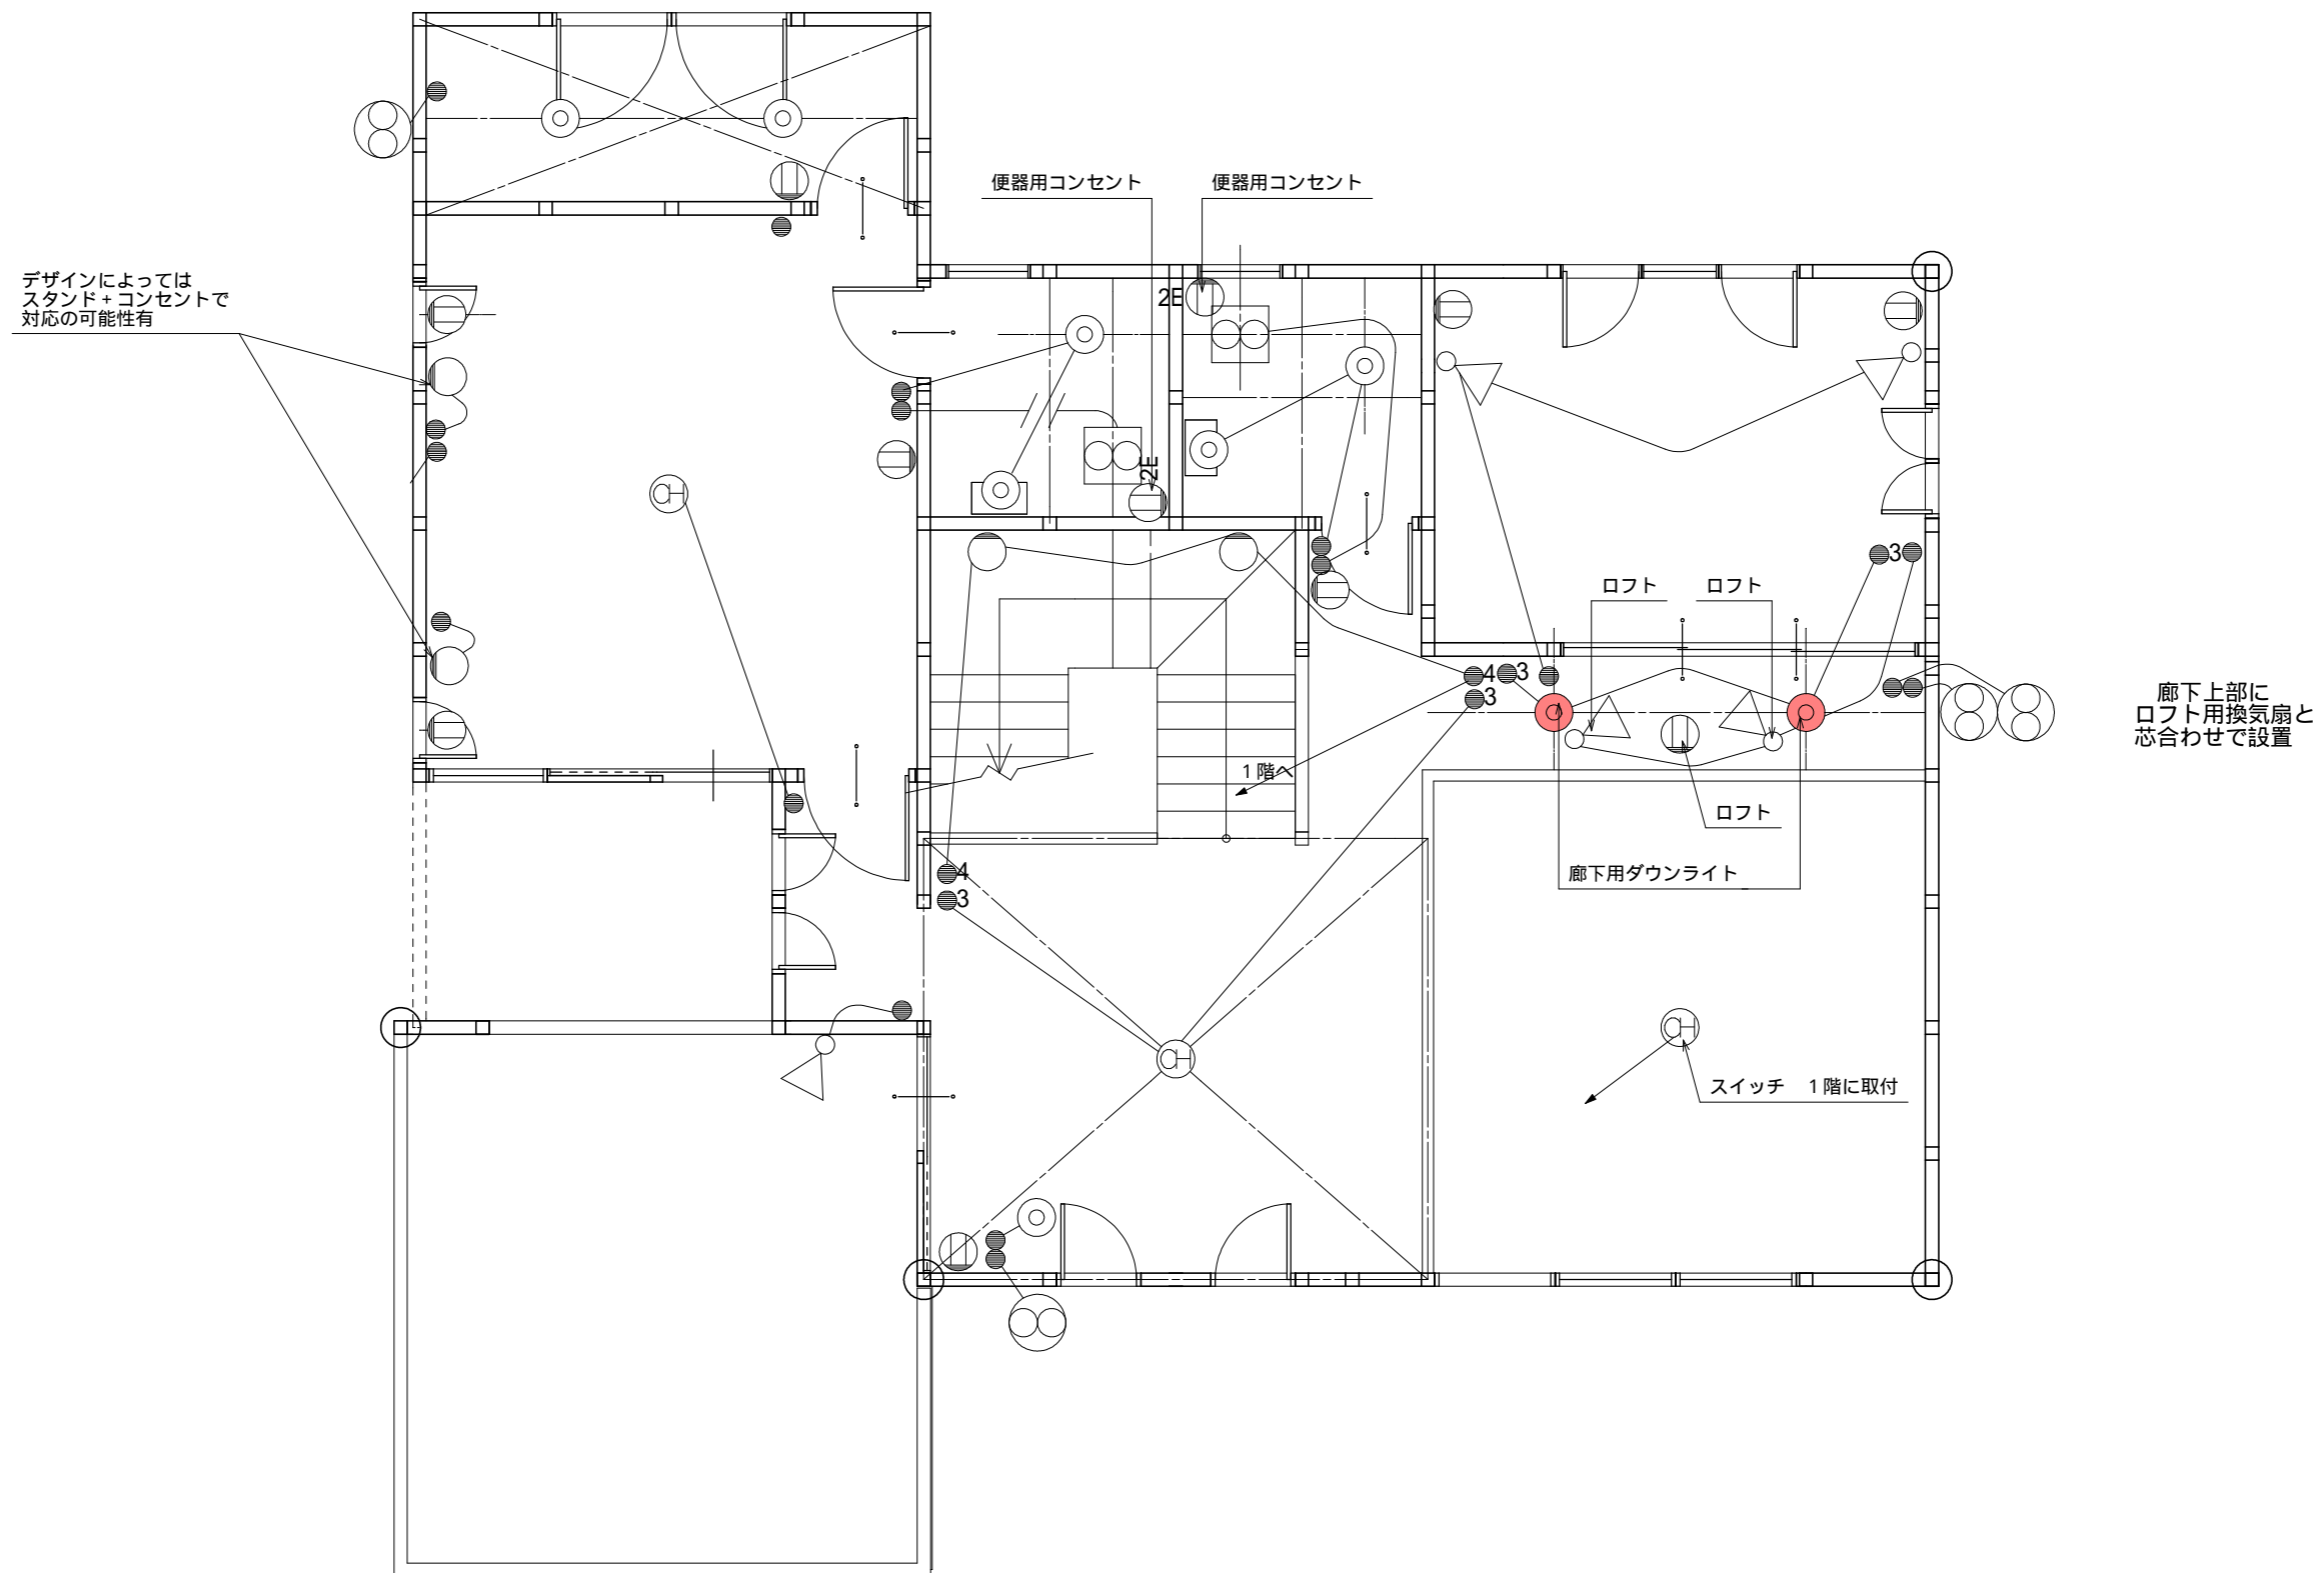 便器用コンセント
便器用コンセント
デザインによっては
スタンド+コンセントで
対応の可能性有
2E
2E
CH
3
ロフト
ロフト
4
3
3
廊下上部に
ロフト用換気扇と
芯合わせで設置
1階へ
ロフト
廊下用ダウンライト
4
3
CH
CH
スイッチ　1階に取付